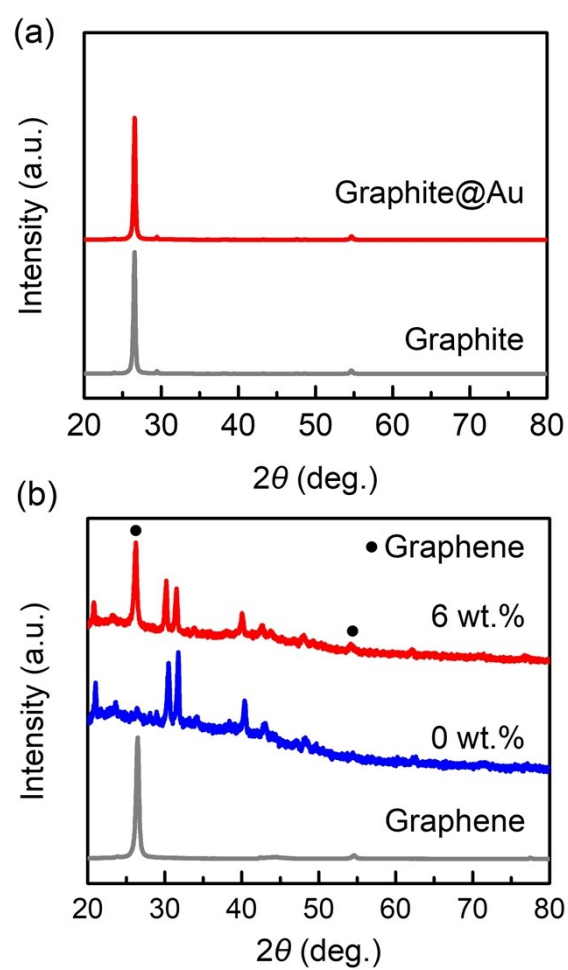 (a)
Intensity (a.u.)
Graphite@Au
Graphite
20 30 40 50 60 70 80
2θ (deg.)
(b)
Intensity (a.u.)
• Graphene
6 wt.%
0 wt.%
Graphene
20 30 40 50 60 70 80
2θ (deg.)